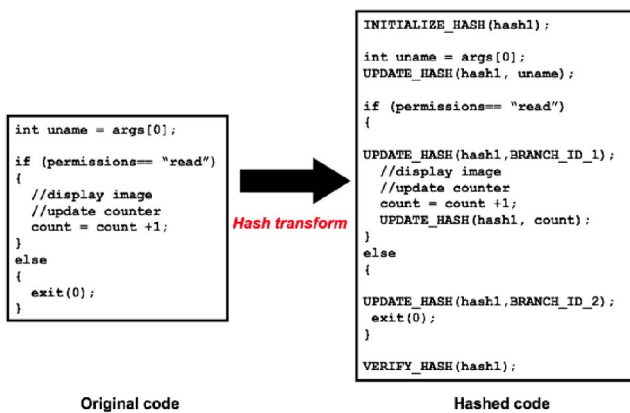 int uname = args[0];
if (permissions== “read”)
{
//display image
//update counter
count = count +1;
}
else
{
exit(0);
}
Original code
Hash transform
INITIALIZE_HASH(hash1);
int uname = args[0];
UPDATE_HASH(hash1, uname);
if (permissions== “read”)
{
UPDATE_HASH(hash1,BRANCH_ID_1);
//display image
//update counter
count = count +1;
UPDATE_HASH(hash1, count);
}
else
{
UPDATE_HASH(hash1,BRANCH_ID_2);
exit(0);
}
VERIFY_HASH(hash1);
Hashed code